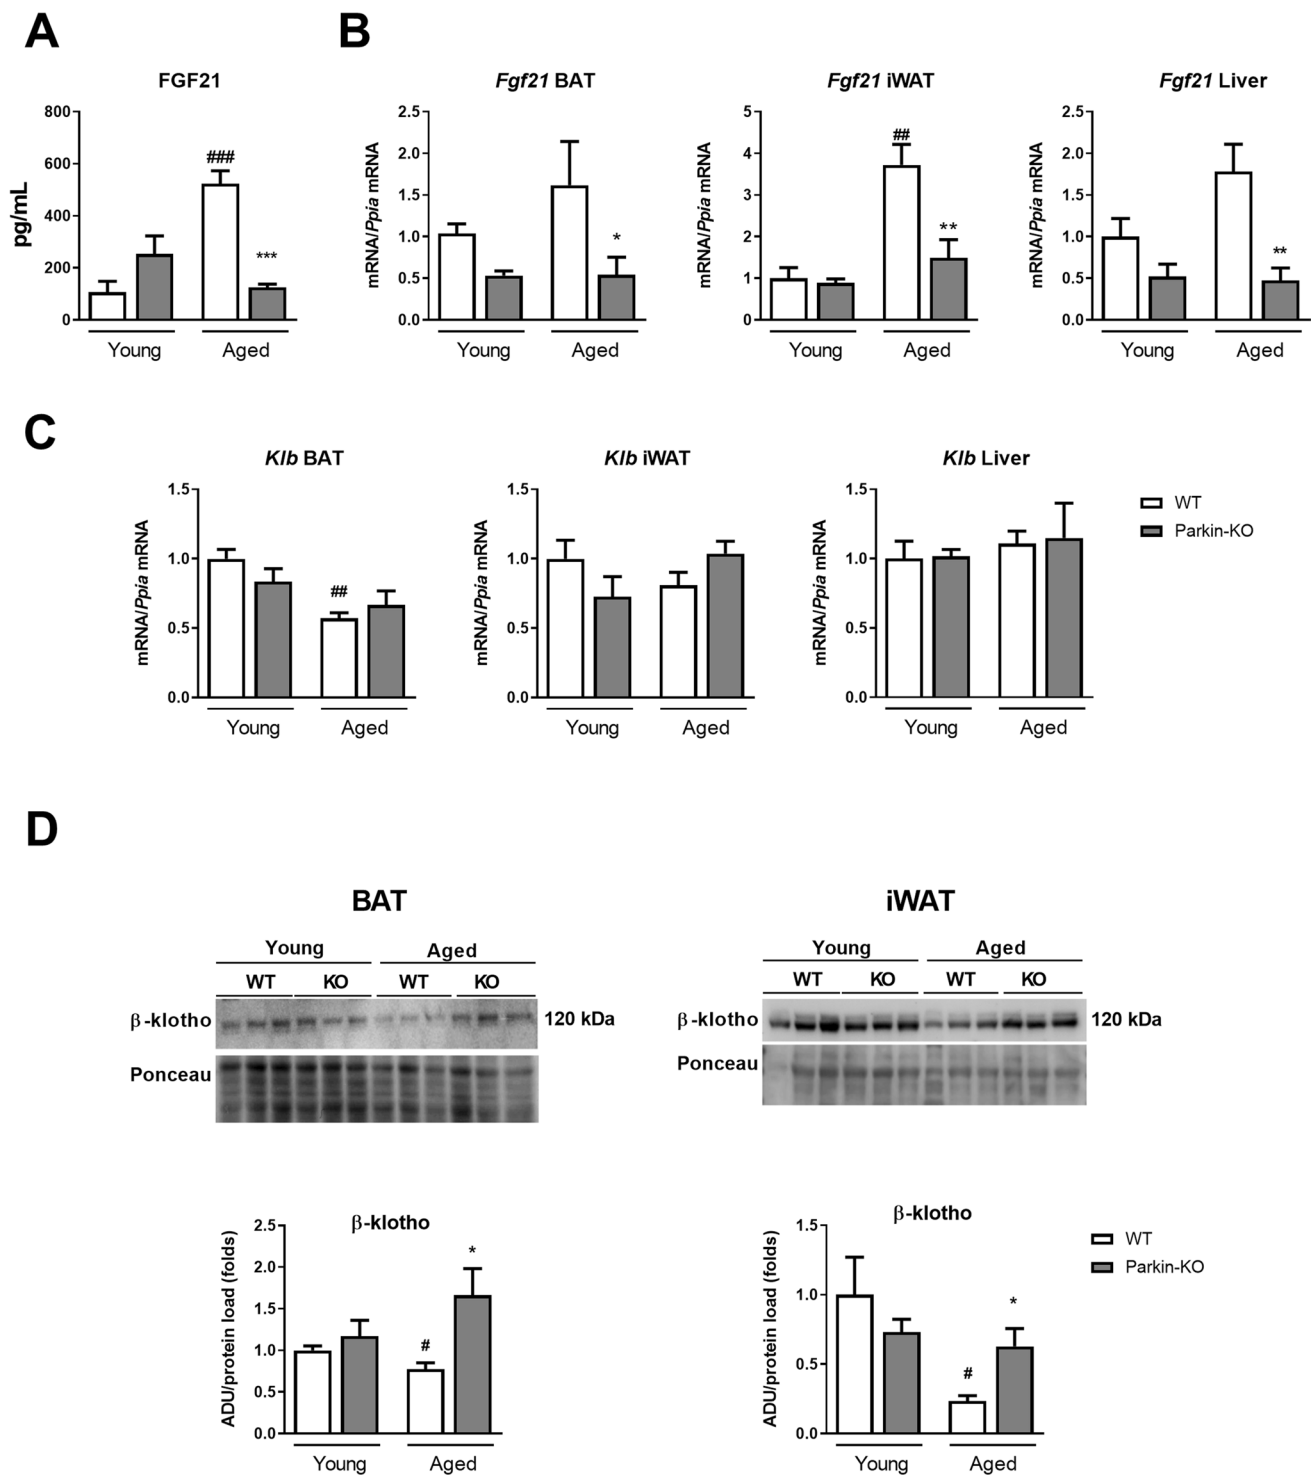 A
B
FGF21
Fgf21 BAT
Fgf21 iWAT
Fgf21 Liver
pg/mL
800
600
400
200
0
###
***
Young
Aged
mRNA/Ppia mRNA
2.5
2.0
1.5
1.0
0.5
0.0
*
Young
Aged
mRNA/Ppia mRNA
5
4
3
2
1
0
##
**
Young
Aged
mRNA/Ppia mRNA
2.5
2.0
1.5
1.0
0.5
0.0
**
Young
Aged
C
Klb BAT
Klb iWAT
Klb Liver
mRNA/Ppia mRNA
1.5
1.0
0.5
0.0
##
Young
Aged
mRNA/Ppia mRNA
1.5
1.0
0.5
0.0
Young
Aged
mRNA/Ppia mRNA
1.5
1.0
0.5
0.0
Young
Aged
WT
Parkin-KO
D
BAT
Young
Aged
WT
KO
WT
KO
β-klotho
120 kDa
Ponceau
iWAT
Young
Aged
WT
KO
WT
KO
β-klotho
120 kDa
Ponceau
β-klotho
ADU/protein load (folds)
2.5
2.0
1.5
1.0
0.5
0.0
#
*
Young
Aged
β-klotho
ADU/protein load (folds)
1.5
1.0
0.5
0.0
#
*
Young
Aged
WT
Parkin-KO